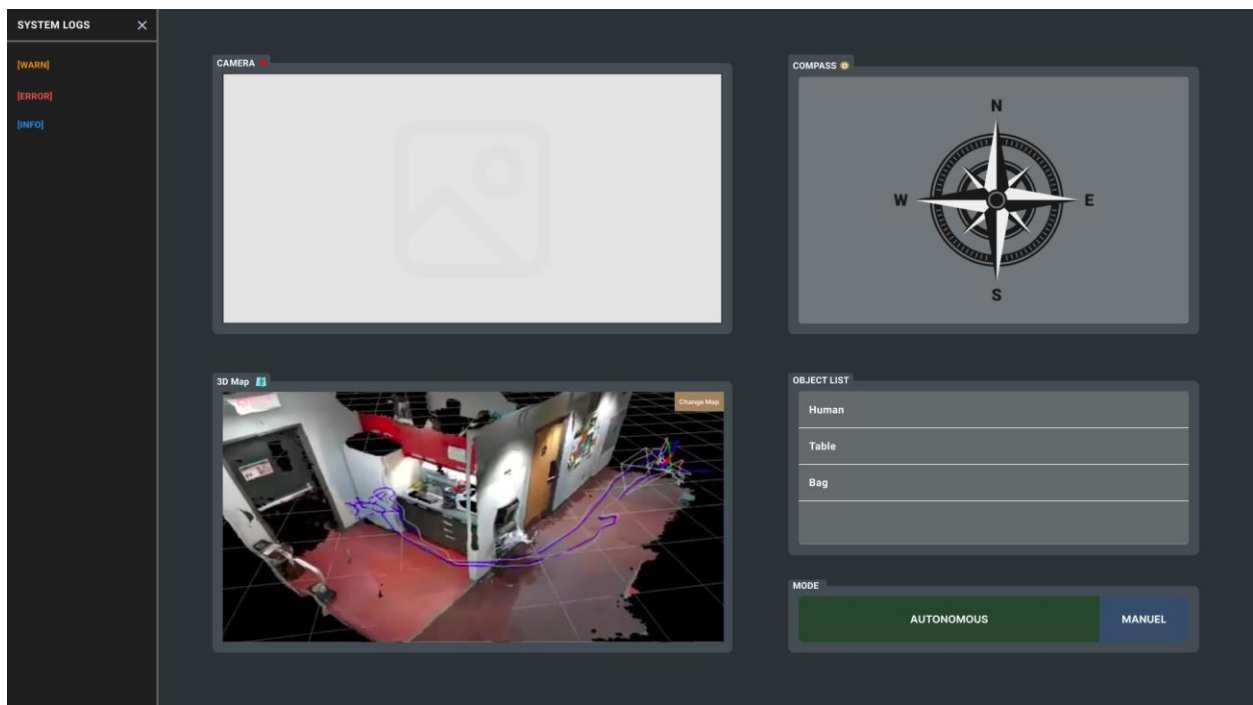 SYSTEM LOGS
[WARN]
[ERROR]
[INFO]
CAMERA
COMPASS
N
W
E
S
3D Map
Change Map
OBJECT LIST
Human
Table
Bag
MODE
AUTONOMOUS
MANUEL